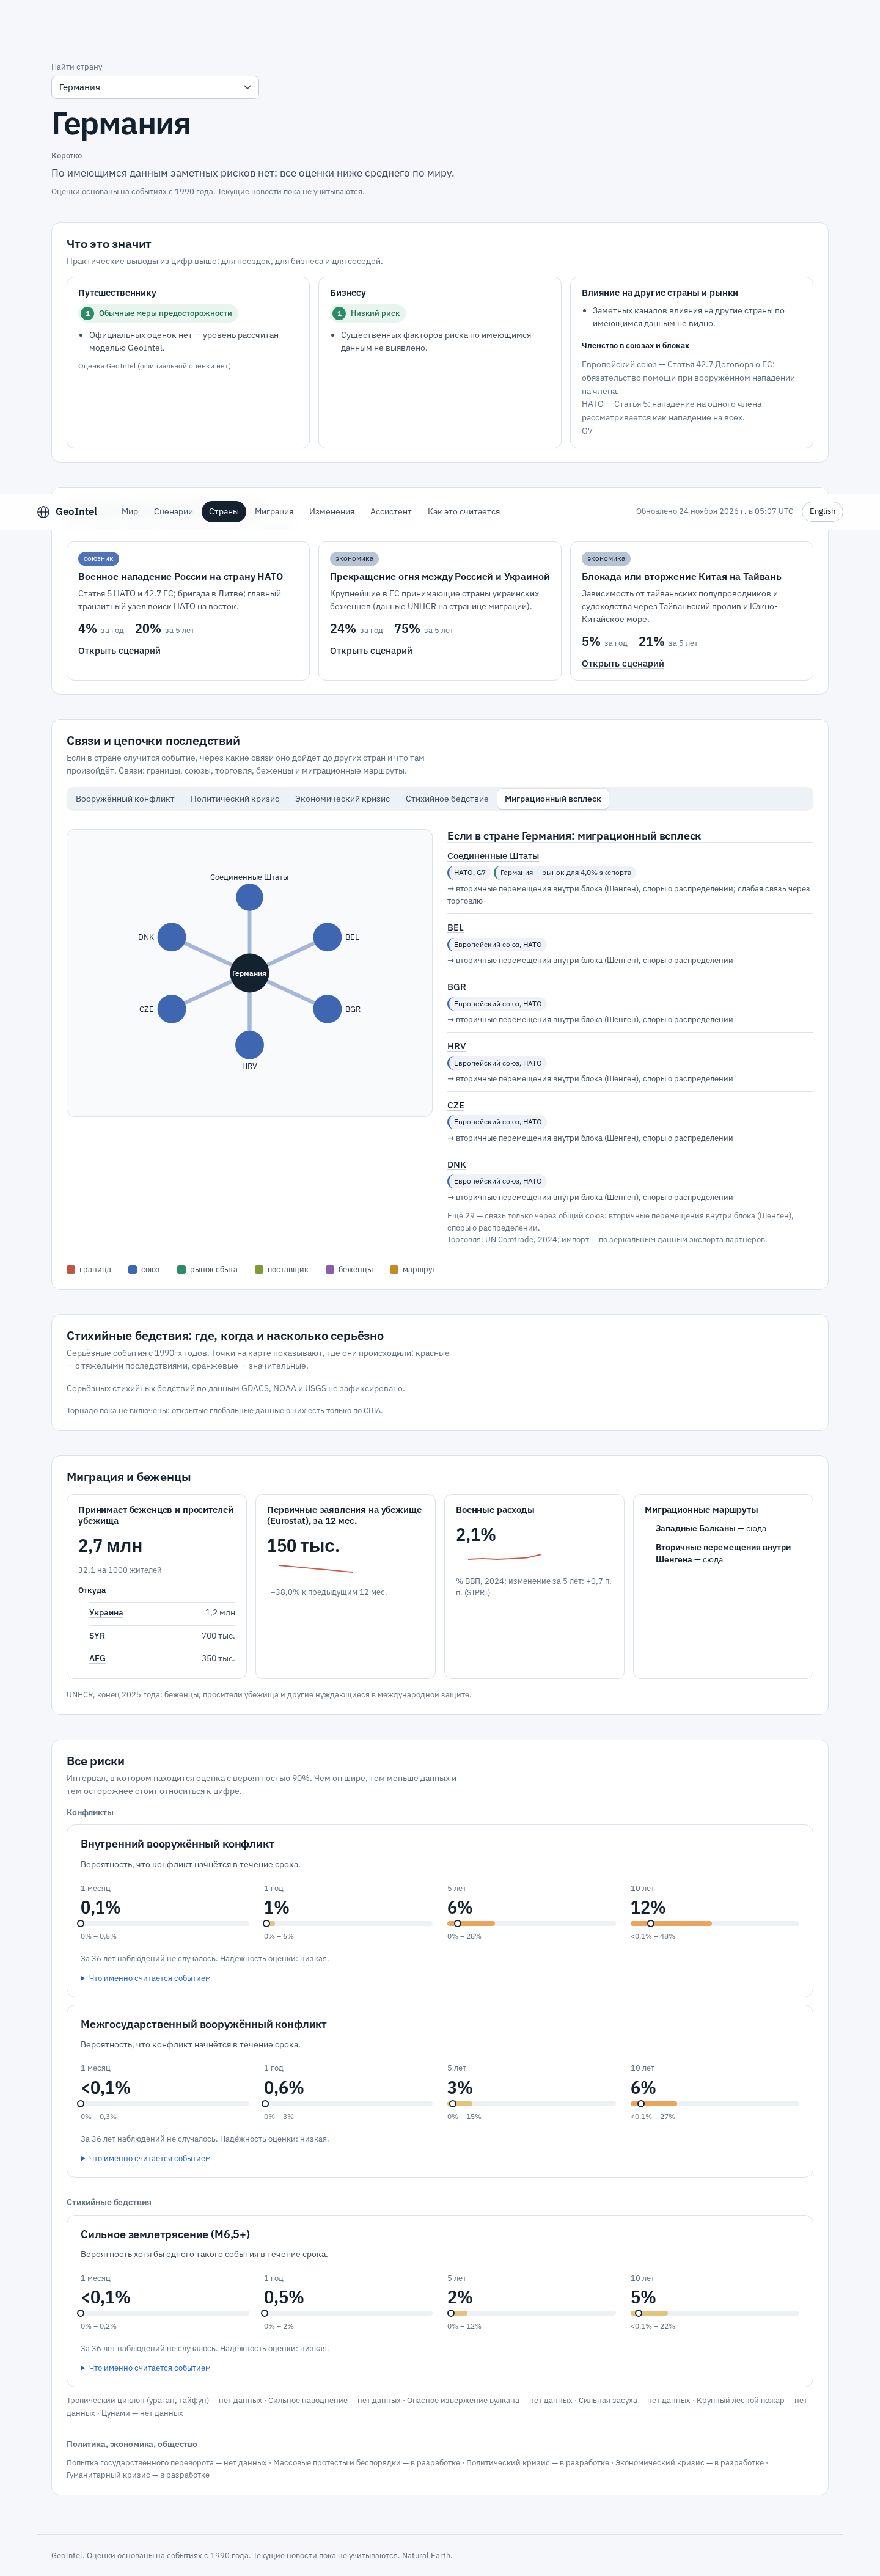 Найти страну
Германия
Германия
Коротко
По имеющимся данным заметных рисков нет: все оценки ниже среднего по миру.
Оценки основаны на событиях с 1990 года. Текущие новости пока не учитываются.
Что это значит
Практические выводы из цифр выше: для поездок, для бизнеса и для соседей.
Путешественнику
1 Обычные меры предосторожности
• Официальных оценок нет — уровень рассчитан
моделью GeoIntel.
Оценка GeoIntel (официальной оценки нет)
Бизнесу
1 Низкий риск
• Существенных факторов риска по имеющимся
данным не выявлено.
Влияние на другие страны и рынки
• Заметных каналов влияния на другие страны по
имеющимся данным не видно.
Членство в союзах и блоках
Европейский союз — Статья 42.7 Договора о ЕС:
обязательство помощи при вооружённом нападении
на члена.
НАТО — Статья 5: нападение на одного члена
рассматривается как нападение на всех.
G7
GeoIntel Мир Сценарии Страны Миграция Изменения Ассистент Как это считается Обновлено 24 ноября 2026 г. в 05:07 UTC English
союзник
Военное нападение России на страну НАТО
Статья 5 НАТО и 42.7 ЕС; бригада в Литве; главный
транзитный узел войск НАТО на восток.
4% за год 20% за 5 лет
Открыть сценарий
экономика
Прекращение огня между Россией и Украиной
Крупнейшие в ЕС принимающие страны украинских
беженцев (данные UNHCR на странице миграции).
24% за год 75% за 5 лет
Открыть сценарий
экономика
Блокада или вторжение Китая на Тайвань
Зависимость от тайваньских полупроводников и
судоходства через Тайваньский пролив и Южно-
Китайское море.
5% за год 21% за 5 лет
Открыть сценарий
Связи и цепочки последствий
Если в стране случится событие, через какие связи оно дойдёт до других стран и что там
произойдёт. Связи: границы, союзы, торговля, беженцы и миграционные маршруты.
Вооружённый конфликт Политический кризис Экономический кризис Стихийное бедствие Миграционный всплеск
Соединенные Штаты
DNK
BEL
Германия
CZE
BGR
HRV
Если в стране Германия: миграционный всплеск
Соединенные Штаты
НАТО, G7 Германия — рынок для 4,0% экспорта
→ вторичные перемещения внутри блока (Шенген), споры о распределении; слабая связь через
торговлю
BEL
Европейский союз, НАТО
→ вторичные перемещения внутри блока (Шенген), споры о распределении
BGR
Европейский союз, НАТО
→ вторичные перемещения внутри блока (Шенген), споры о распределении
HRV
Европейский союз, НАТО
→ вторичные перемещения внутри блока (Шенген), споры о распределении
CZE
Европейский союз, НАТО
→ вторичные перемещения внутри блока (Шенген), споры о распределении
DNK
Европейский союз, НАТО
→ вторичные перемещения внутри блока (Шенген), споры о распределении
Ещё 29 — связь только через общий союз: вторичные перемещения внутри блока (Шенген),
споры о распределении.
Торговля: UN Comtrade, 2024; импорт — по зеркальным данным экспорта партнёров.
граница союз рынок сбыта поставщик беженцы маршрут
Стихийные бедствия: где, когда и насколько серьёзно
Серьёзные события с 1990-х годов. Точки на карте показывают, где они происходили: красные
— с тяжёлыми последствиями, оранжевые — значительные.
Серьёзных стихийных бедствий по данным GDACS, NOAA и USGS не зафиксировано.
Торнадо пока не включены: открытые глобальные данные о них есть только по США.
Миграция и беженцы
Принимает беженцев и просителей
убежища
2,7 млн
32,1 на 1000 жителей
Откуда
Украина 1,2 млн
SYR 700 тыс.
AFG 350 тыс.
Первичные заявления на убежище
(Eurostat), за 12 мес.
150 тыс.
−38,0% к предыдущим 12 мес.
Военные расходы
2,1%
% ВВП, 2024; изменение за 5 лет: +0,7 п.
п. (SIPRI)
Миграционные маршруты
Западные Балканы — сюда
Вторичные перемещения внутри
Шенгена — сюда
UNHCR, конец 2025 года: беженцы, просители убежища и другие нуждающиеся в международной защите.
Все риски
Интервал, в котором находится оценка с вероятностью 90%. Чем он шире, тем меньше данных и
тем осторожнее стоит относиться к цифре.
Конфликты
Внутренний вооружённый конфликт
Вероятность, что конфликт начнётся в течение срока.
1 месяц 1 год 5 лет 10 лет
0,1% 1% 6% 12%
0% – 0,5% 0% – 6% 0% – 28% <0,1% – 48%
За 36 лет наблюдений не случалось. Надёжность оценки: низкая.
▶ Что именно считается событием
Межгосударственный вооружённый конфликт
Вероятность, что конфликт начнётся в течение срока.
1 месяц 1 год 5 лет 10 лет
<0,1% 0,6% 3% 6%
0% – 0,3% 0% – 3% 0% – 15% <0,1% – 27%
За 36 лет наблюдений не случалось. Надёжность оценки: низкая.
▶ Что именно считается событием
Стихийные бедствия
Сильное землетрясение (М6,5+)
Вероятность хотя бы одного такого события в течение срока.
1 месяц 1 год 5 лет 10 лет
<0,1% 0,5% 2% 5%
0% – 0,2% 0% – 2% 0% – 12% <0,1% – 22%
За 36 лет наблюдений не случалось. Надёжность оценки: низкая.
▶ Что именно считается событием
Тропический циклон (ураган, тайфун) — нет данных · Сильное наводнение — нет данных · Опасное извержение вулкана — нет данных · Сильная засуха — нет данных · Крупный лесной пожар — нет
данных · Цунами — нет данных
Политика, экономика, общество
Попытка государственного переворота — нет данных · Массовые протесты и беспорядки — в разработке · Политический кризис — в разработке · Экономический кризис — в разработке ·
Гуманитарный кризис — в разработке
GeoIntel. Оценки основаны на событиях с 1990 года. Текущие новости пока не учитываются. Natural Earth.